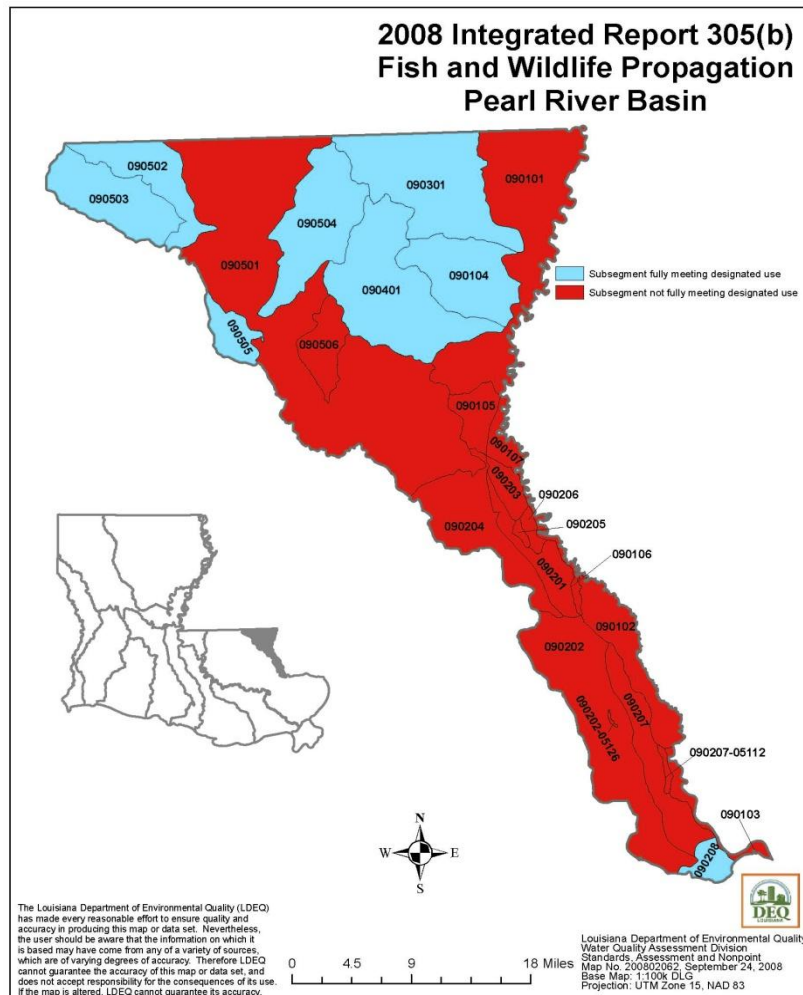 2008 Integrated Report 305(b)
Fish and Wildlife Propagation
Pearl River Basin
090502
090503
090301
090101
090504
090501
090401
090104
Subsegment fully meeting designated use
Subsegment not fully meeting designated use
090505
090506
090105
090107
090203
090206
090204
090205
090106
090201
090102
090202
090207
090202-05126
090207-05112
090103
090208
N
W
E
S
DEQ
LOUISIANA
The Louisiana Department of Environmental Quality (LDEQ)
has made every reasonable effort to ensure quality and
accuracy in producing this map or data set. Nevertheless,
the user should be aware that the information on which it
is based may have come from any of a variety of sources,
which are of varying degrees of accuracy. Therefore LDEQ
cannot guarantee the accuracy of this map or data set, and
does not accept responsibility for the consequences of its use.
If the map is altered, LDEQ cannot guarantee its accuracy.
0 4.5 9 18 Miles
Louisiana Department of Environmental Quality
Water Quality Assessment Division
Standards, Assessment and Nonpoint
Map No. 200802062, September 24, 2008
Base Map: 1:100k DLG
Projection: UTM Zone 15, NAD 83